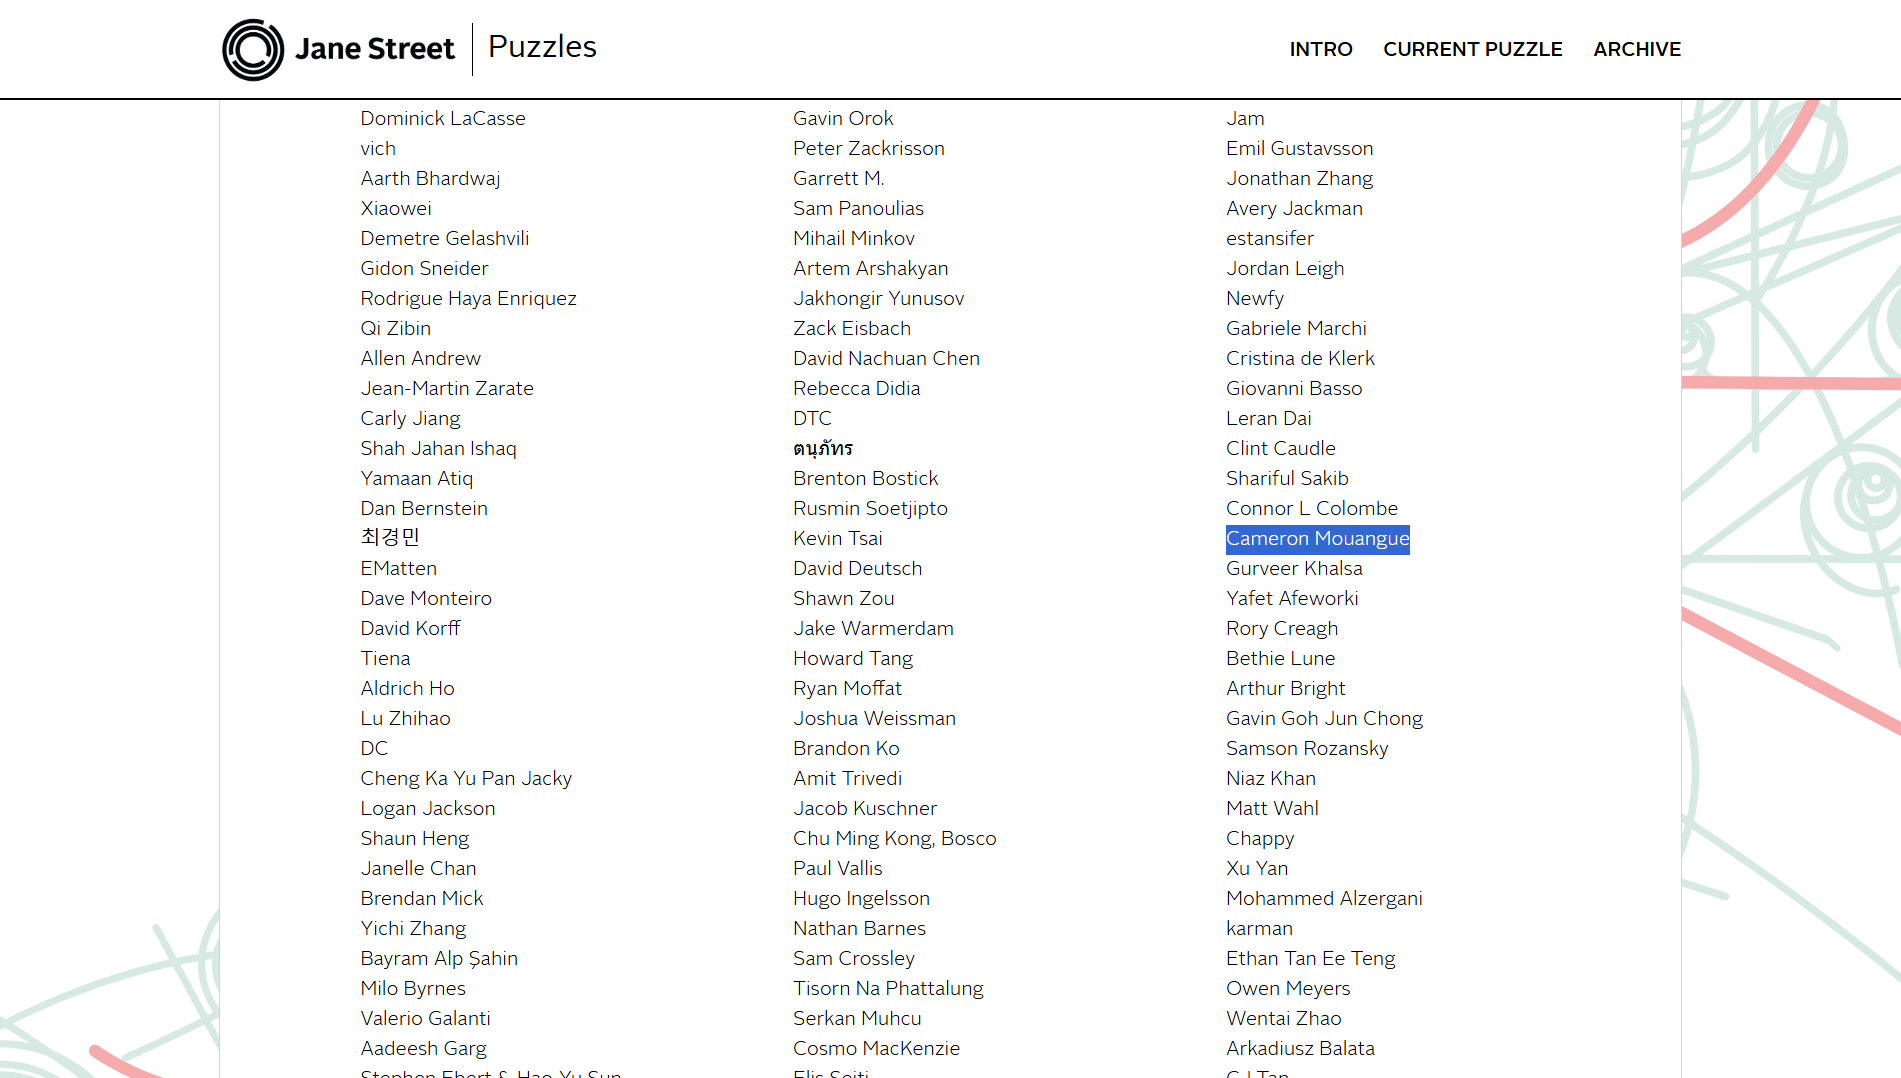 Jane Street
Puzzles
INTRO
CURRENT PUZZLE
ARCHIVE
Dominick LaCasse
vich
Aarth Bhardwaj
Xiaowei
Demetre Gelashvili
Gidon Sneider
Rodrigue Haya Enriquez
Qi Zibin
Allen Andrew
Jean-Martin Zarate
Carly Jiang
Shah Jahan Ishaq
Yamaan Atiq
Dan Bernstein
최경민
EMatten
Dave Monteiro
David Korff
Tiena
Aldrich Ho
Lu Zhihao
DC
Cheng Ka Yu Pan Jacky
Logan Jackson
Shaun Heng
Janelle Chan
Brendan Mick
Yichi Zhang
Bayram Alp Şahin
Milo Byrnes
Valerio Galanti
Aadeesh Garg
Stephen Ebert & Hao-Yu Sun
Gavin Orok
Peter Zackrisson
Garrett M.
Sam Panoulias
Mihail Minkov
Artem Arshakyan
Jakhongir Yunusov
Zack Eisbach
David Nachuan Chen
Rebecca Didia
DTC
ตนุภัทร
Brenton Bostick
Rusmin Soetjipto
Kevin Tsai
David Deutsch
Shawn Zou
Jake Warmerdam
Howard Tang
Ryan Moffat
Joshua Weissman
Brandon Ko
Amit Trivedi
Jacob Kuschner
Chu Ming Kong, Bosco
Paul Vallis
Hugo Ingelsson
Nathan Barnes
Sam Crossley
Tisorn Na Phattalung
Serkan Muhcu
Cosmo MacKenzie
Jam
Emil Gustavsson
Jonathan Zhang
Avery Jackman
estansifer
Jordan Leigh
Newfy
Gabriele Marchi
Cristina de Klerk
Giovanni Basso
Leran Dai
Clint Caudle
Shariful Sakib
Connor L Colombe
Cameron Mouangue
Gurveer Khalsa
Yafet Afeworki
Rory Creagh
Bethie Lune
Arthur Bright
Gavin Goh Jun Chong
Samson Rozansky
Niaz Khan
Matt Wahl
Chappy
Xu Yan
Mohammed Alzergani
karman
Ethan Tan Ee Teng
Owen Meyers
Wentai Zhao
Arkadiusz Balata